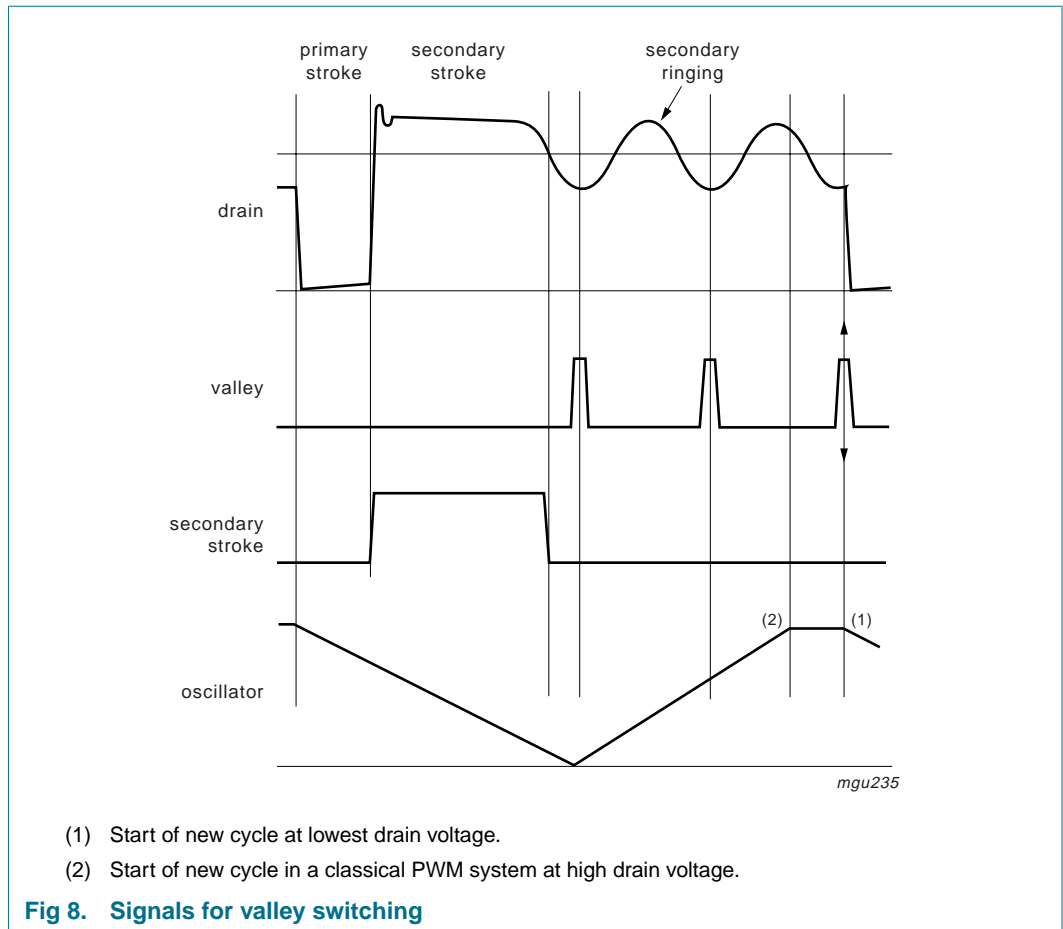 primary
stroke
secondary
stroke
secondary
ringing
drain
valley
secondary
stroke
(2)
(1)
oscillator
mgu235
(1) Start of new cycle at lowest drain voltage.
(2) Start of new cycle in a classical PWM system at high drain voltage.
Fig 8. Signals for valley switching